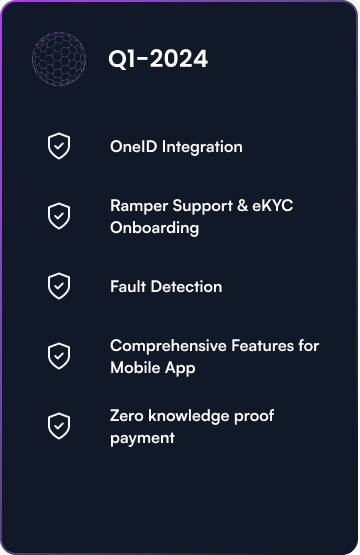 Q1-2024
OneID Integration
Ramper Support & eKYC
Onboarding
Fault Detection
Comprehensive Features for
Mobile App
Zero knowledge proof
payment